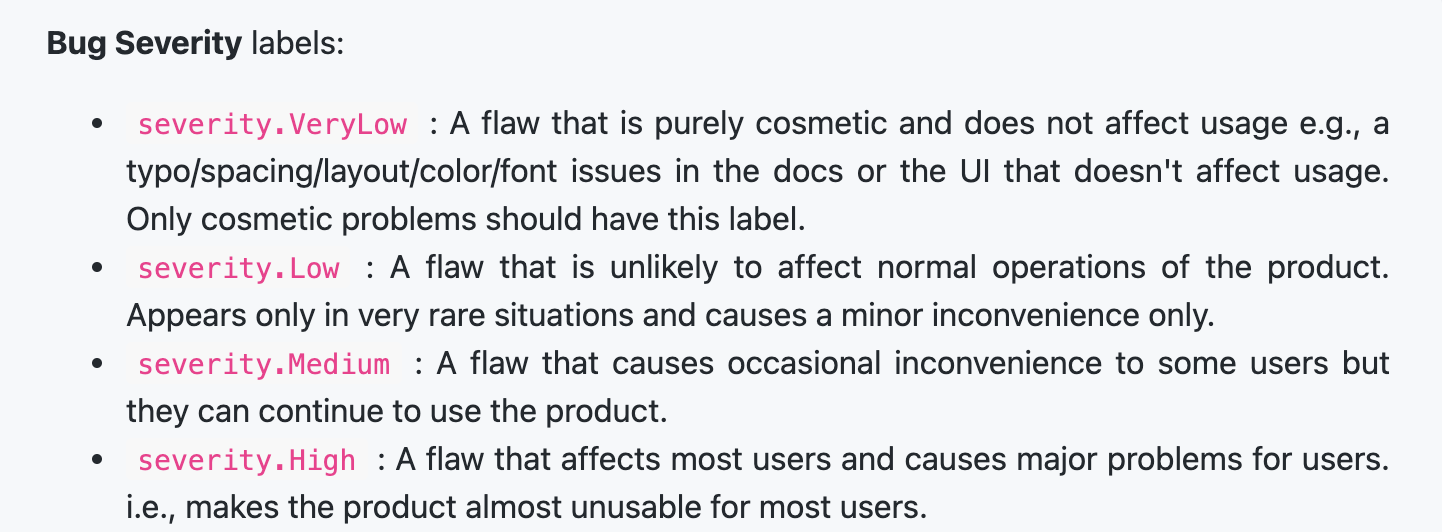 Bug Severity labels:
• severity.VeryLow : A flaw that is purely cosmetic and does not affect usage e.g., a
typo/spacing/layout/color/font issues in the docs or the UI that doesn't affect usage.
Only cosmetic problems should have this label.
• severity.Low : A flaw that is unlikely to affect normal operations of the product.
Appears only in very rare situations and causes a minor inconvenience only.
• severity.Medium : A flaw that causes occasional inconvenience to some users but
they can continue to use the product.
• severity.High : A flaw that affects most users and causes major problems for users.
i.e., makes the product almost unusable for most users.